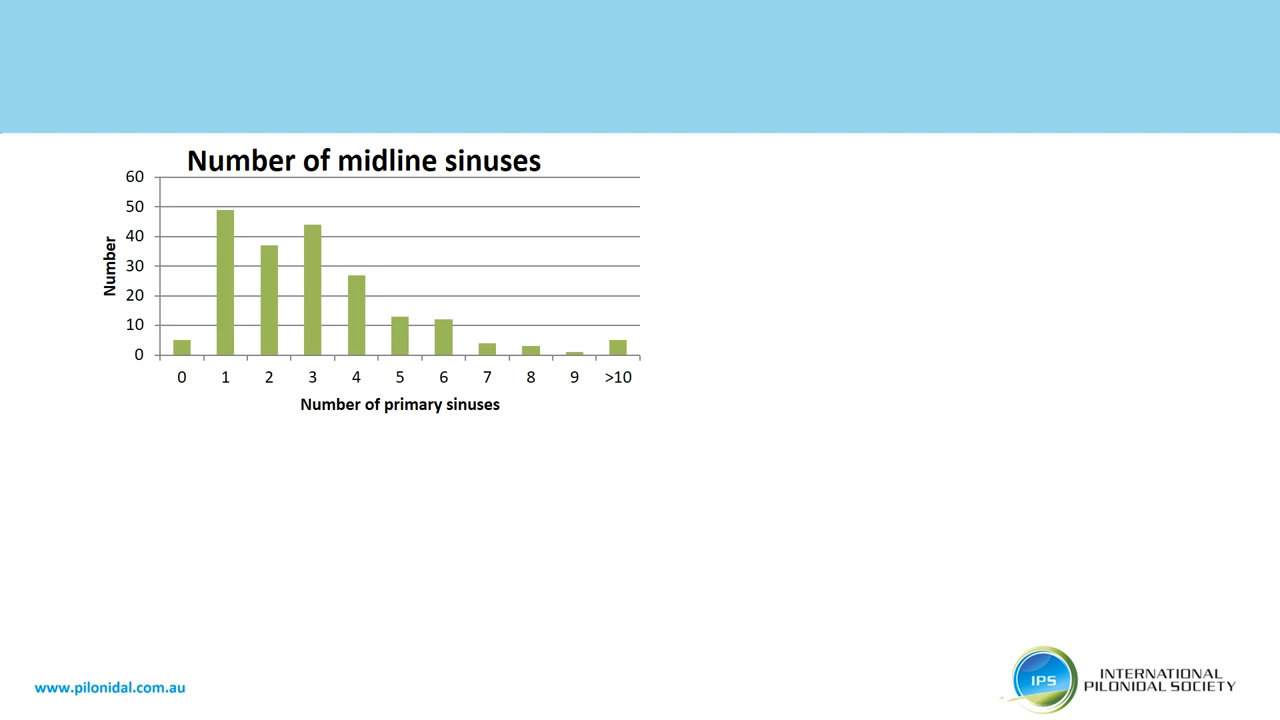 Number of midline sinuses
60
50
40
30
20
10
0
Number
0 1 2 3 4 5 6 7 8 9 >10
Number of primary sinuses
www.pilonidal.com.au
IPS
INTERNATIONAL
PILONIDAL SOCIETY